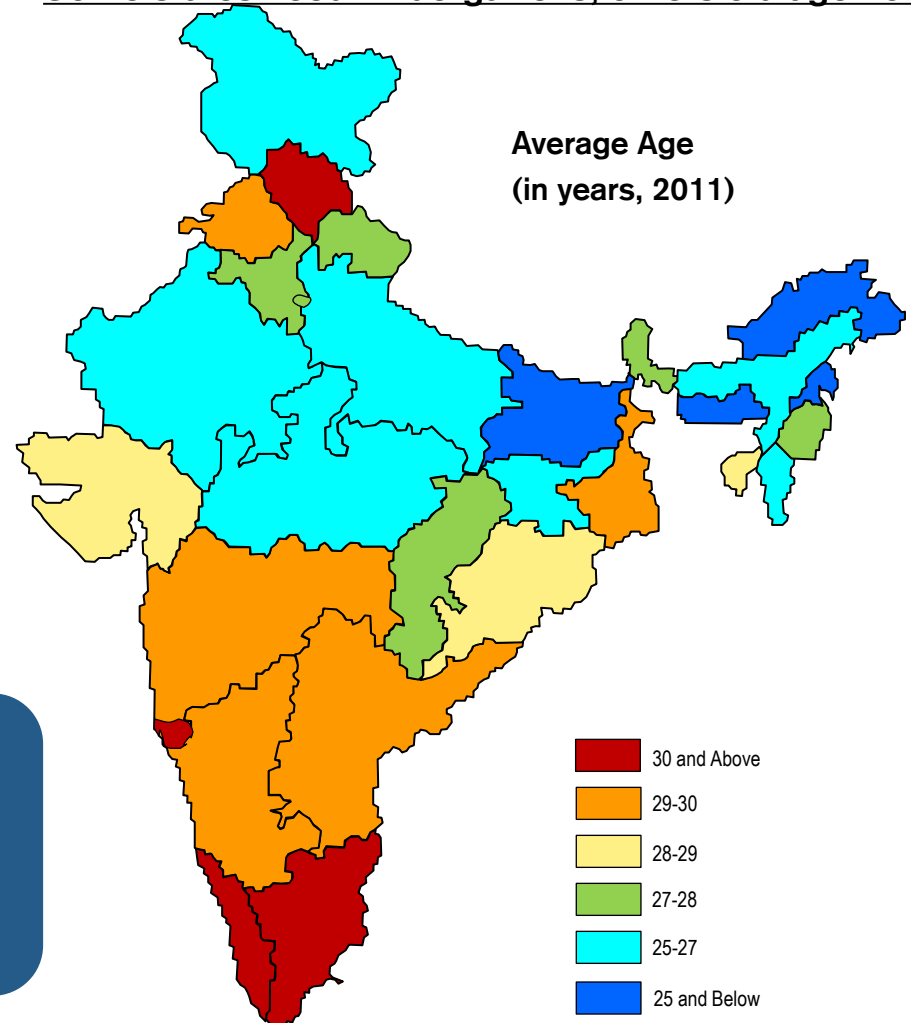 Average Age
(in years, 2011)
30 and Above
29-30
28-29
27-28
25-27
25 and Below